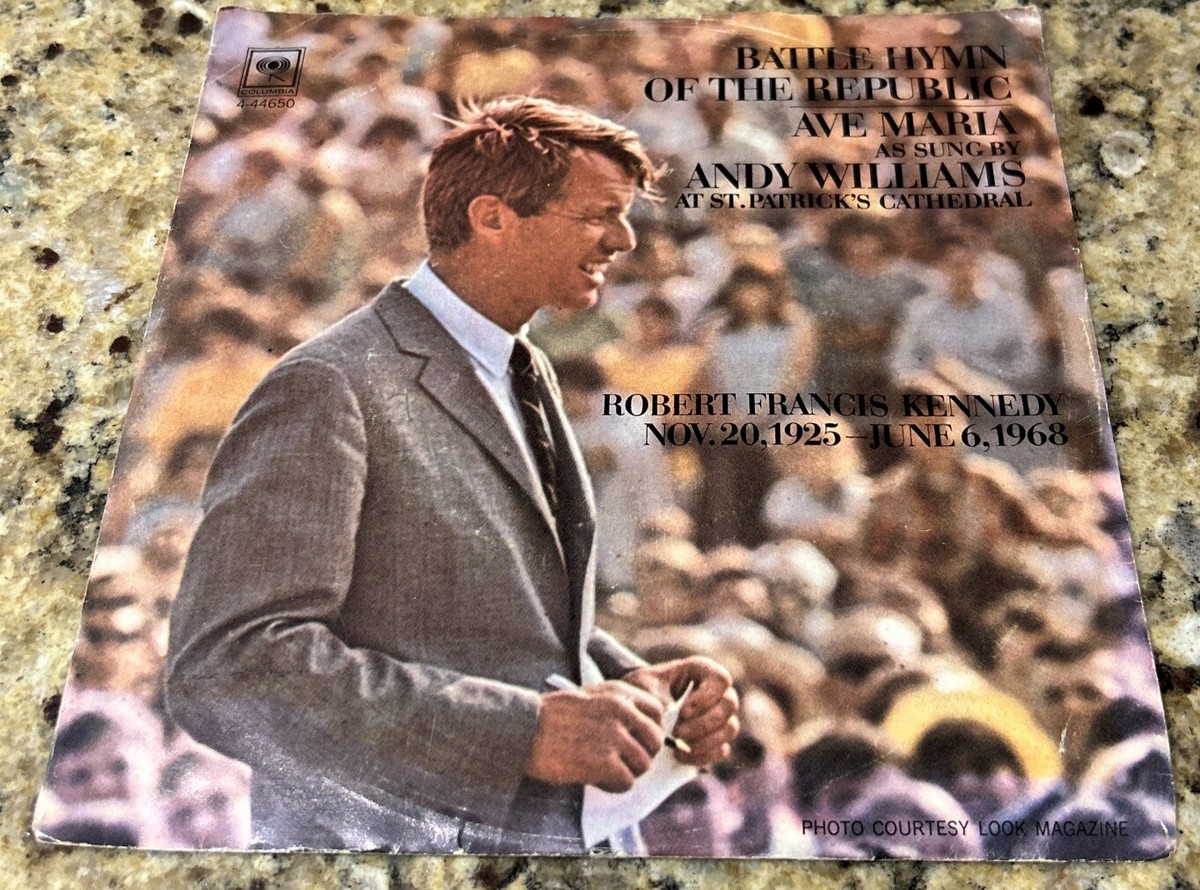 COLUMBIA
4-44650
BATTLE HYMN
OF THE REPUBLIC
AVE MARIA
AS SUNG BY
ANDY WILLIAMS
AT ST. PATRICK'S CATHEDRAL
ROBERT FRANCIS KENNEDY
NOV. 20, 1925 – JUNE 6, 1968
PHOTO COURTESY LOOK MAGAZINE